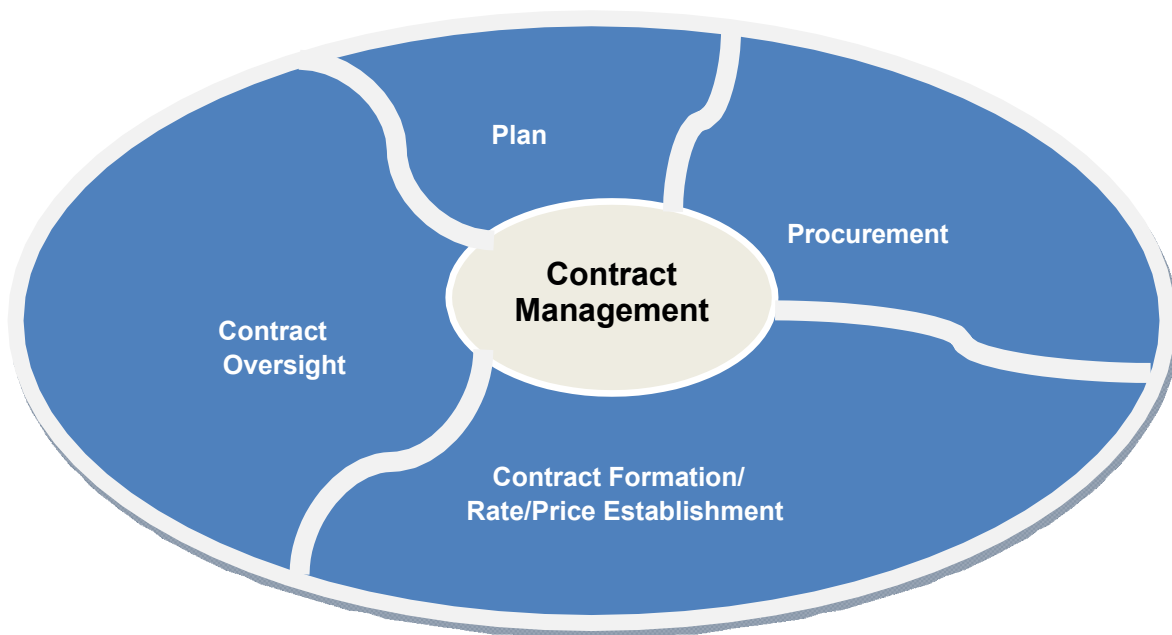 Plan
Procurement
Contract
Management
Contract
Oversight
Contract Formation/
Rate/Price Establishment